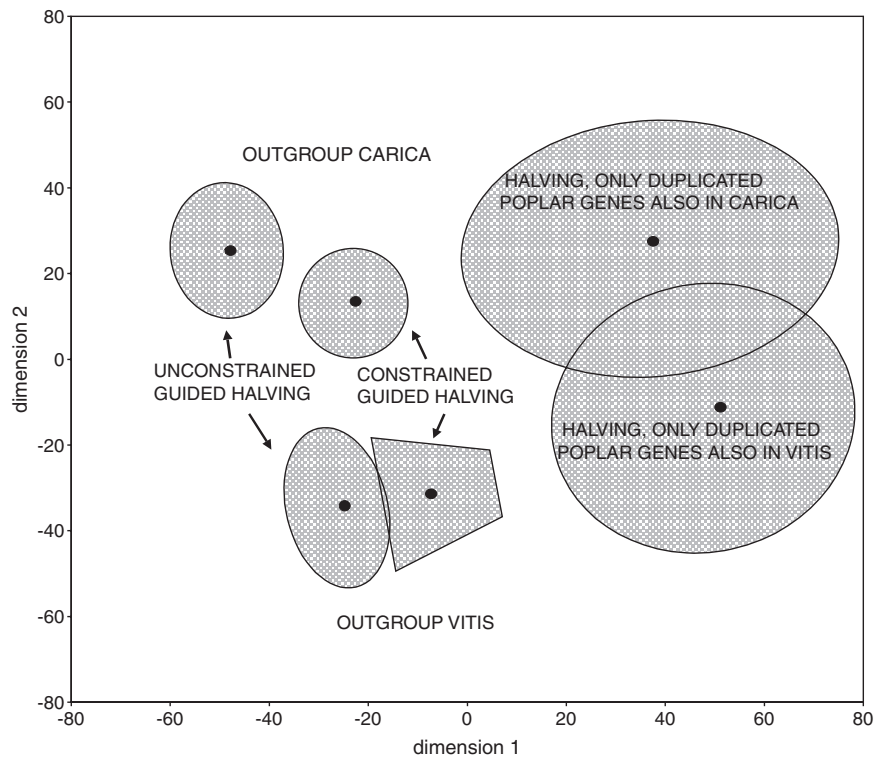 80
60
40
20
0
-20
-40
-60
-80
dimension 2
OUTGROUP CARICA
HALVING, ONLY DUPLICATED
POPLAR GENES ALSO IN CARICA
UNCONSTRAINED
GUIDED HALVING
CONSTRAINED
GUIDED HALVING
HALVING, ONLY DUPLICATED
POPLAR GENES ALSO IN VITIS
OUTGROUP VITIS
-80 -60 -40 -20 0 20 40 60 80
dimension 1